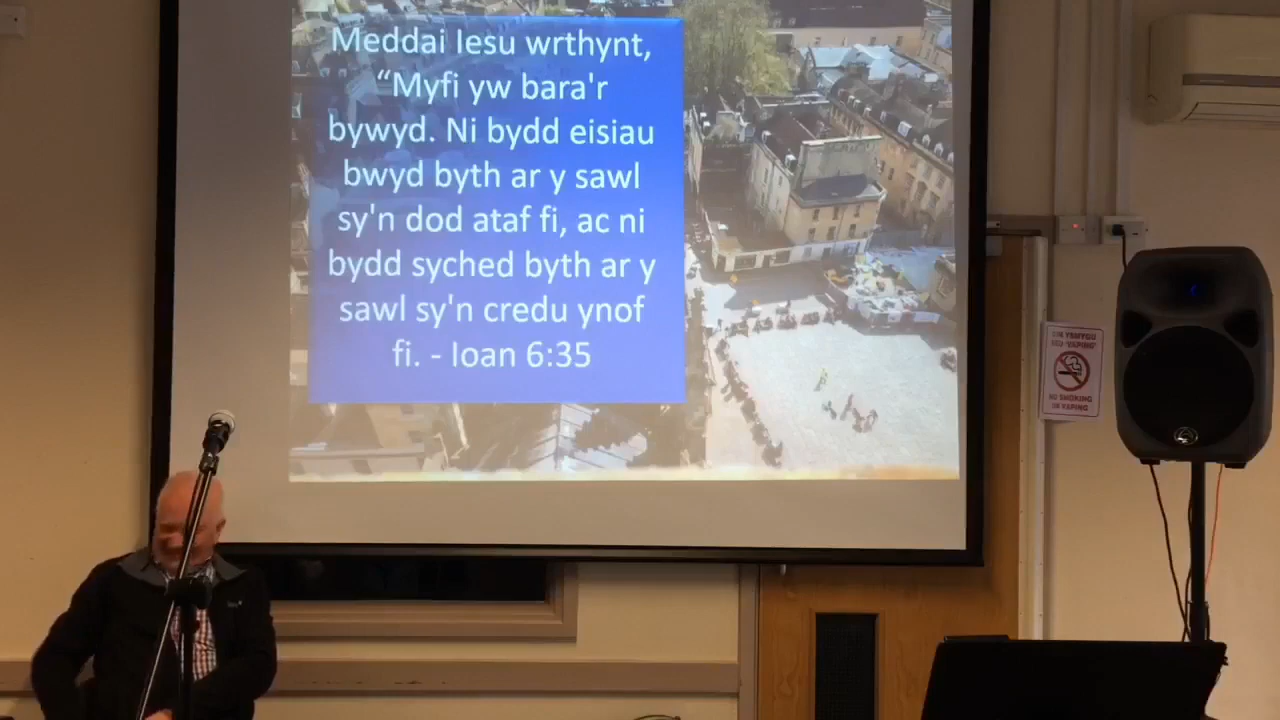 Meddai Iesu wrthynt,
“Myfi yw bara'r
bywyd. Ni bydd eisiau
bwyd byth ar y sawl
sy'n dod ataf fi, ac ni
bydd syched byth ar y
sawl sy'n credu ynof
fi. - Ioan 6:35
NO SMOKING
OR VAPING